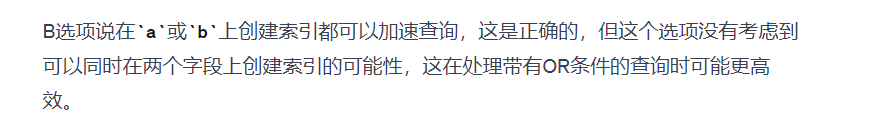 B选项说在`a`或`b`上创建索引都可以加速查询，这是正确的，但这个选项没有考虑到
可以同时在两个字段上创建索引的可能性，这在处理带有OR条件的查询时可能更高
效。